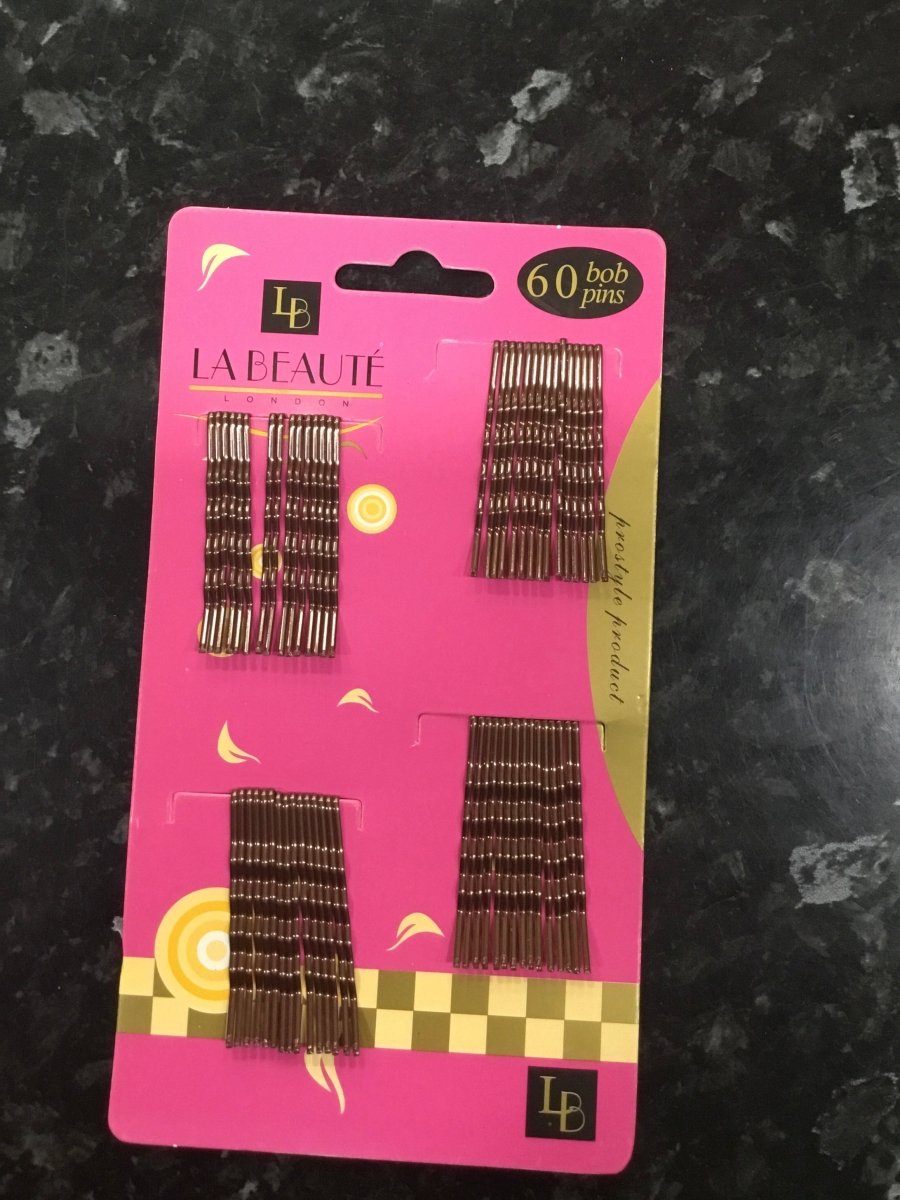 LB
LA BEAUTÉ
LONDON
60 bob
pins
prostyle product
LB